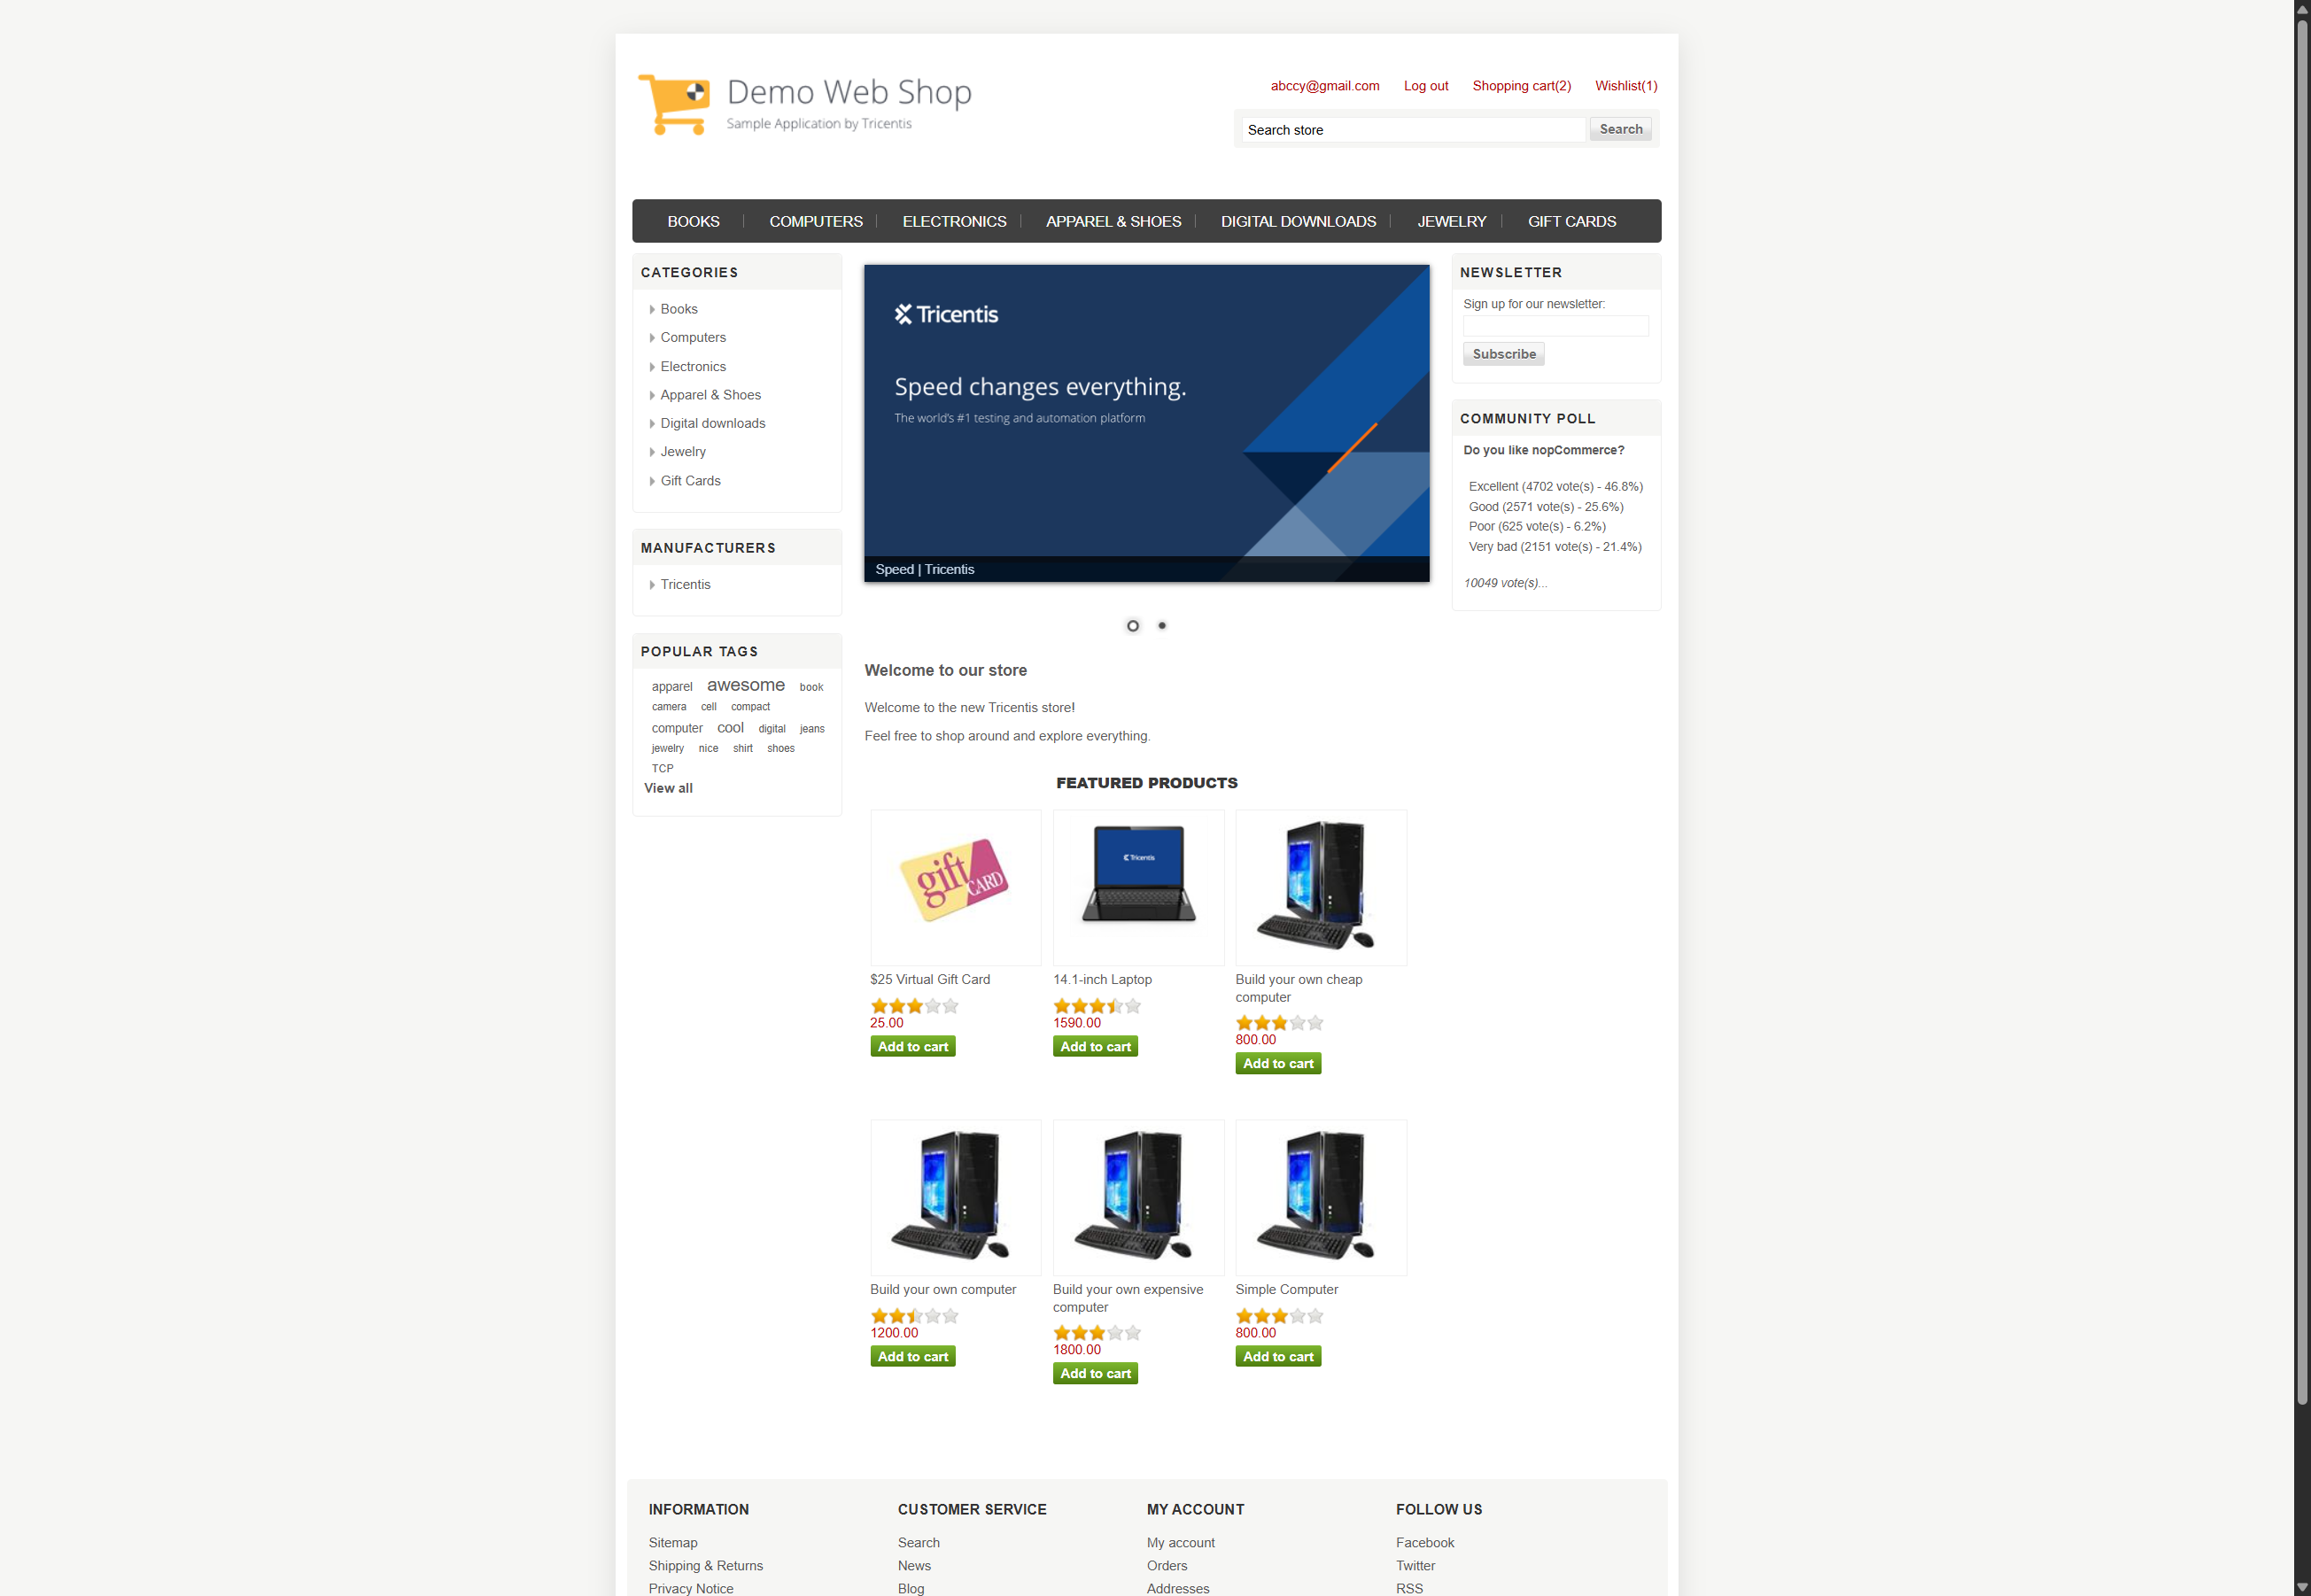 Demo Web Shop
Sample Application by Tricentis
abccy@gmail.com Log out Shopping cart(2) Wishlist(1)
Search store Search
BOOKS COMPUTERS ELECTRONICS APPAREL & SHOES DIGITAL DOWNLOADS JEWELRY GIFT CARDS
CATEGORIES
Books
Computers
Electronics
Apparel & Shoes
Digital downloads
Jewelry
Gift Cards
MANUFACTURERS
Tricentis
POPULAR TAGS
apparel awesome book
camera cell compact
computer cool digital jeans
jewelry nice shirt shoes
TCP
View all
Tricentis
Speed changes everything.
The world's #1 testing and automation platform
Speed | Tricentis
Welcome to our store
Welcome to the new Tricentis store!
Feel free to shop around and explore everything.
FEATURED PRODUCTS
gift CARD
Tricentis
$25 Virtual Gift Card
25.00
Add to cart
14.1-inch Laptop
1590.00
Add to cart
Build your own cheap
computer
800.00
Add to cart
Build your own computer
1200.00
Add to cart
Build your own expensive
computer
1800.00
Add to cart
Simple Computer
800.00
Add to cart
NEWSLETTER
Sign up for our newsletter:
Subscribe
COMMUNITY POLL
Do you like nopCommerce?
Excellent (4702 vote(s) - 46.8%)
Good (2571 vote(s) - 25.6%)
Poor (625 vote(s) - 6.2%)
Very bad (2151 vote(s) - 21.4%)
10049 vote(s)...
INFORMATION
Sitemap
Shipping & Returns
Privacy Notice
CUSTOMER SERVICE
Search
News
Blog
MY ACCOUNT
My account
Orders
Addresses
FOLLOW US
Facebook
Twitter
RSS